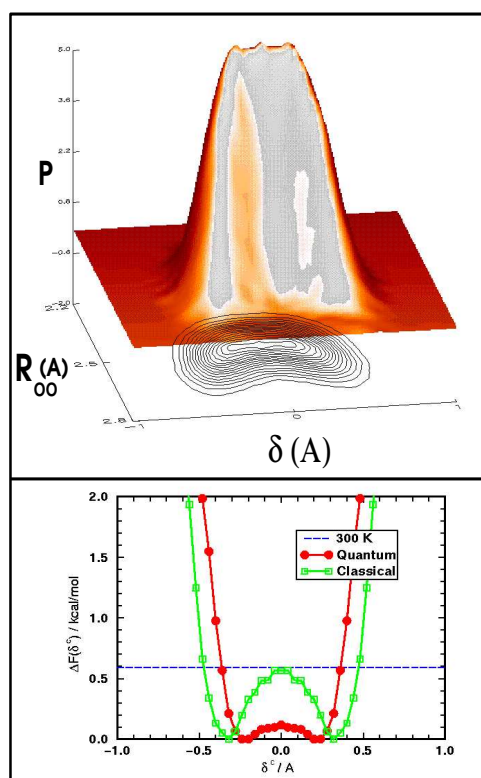 5.0
3.6
2.2
P
0.8
-0.6
-2.0
2.2
R OO (A)
2.5
2.8
-1
0
1
δ (A)
2.0
1.5
1.0
0.5
0.0
ΔF(δ^c) / kcal/mol
300 K
Quantum
Classical
-1.0
-0.5
0.0
0.5
1.0
δ^c / A